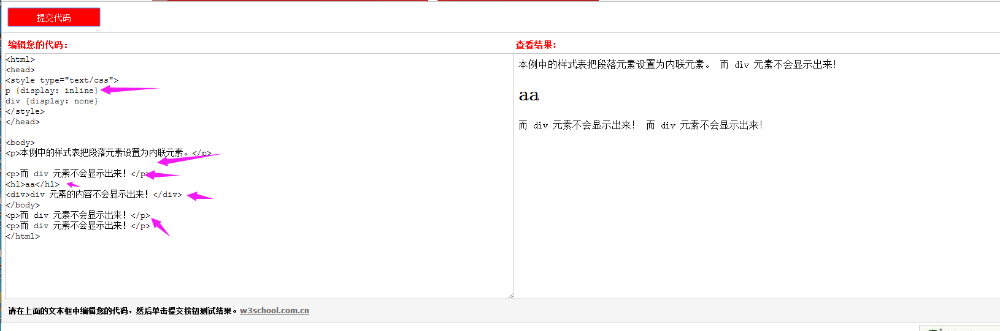 提交代码
编辑您的代码：
查看结果：
<html>
<head>
<style type="text/css">
p {display: inline}
div {display: none}
</style>
</head>
<body>
<p>本例中的样式表把段落元素设置为内联元素。</p>
<p>而 div 元素不会显示出来！</p>
<h1>aa</h1>
<div>div 元素的内容不会显示出来！</div>
</body>
<p>而 div 元素不会显示出来！</p>
<p>而 div 元素不会显示出来！</p>
</html>
本例中的样式表把段落元素设置为内联元素。 而 div 元素不会显示出来！
aa
而 div 元素不会显示出来！ 而 div 元素不会显示出来！
请在上面的文本框中编辑您的代码，然后单击提交按钮测试结果。w3school.com.cn